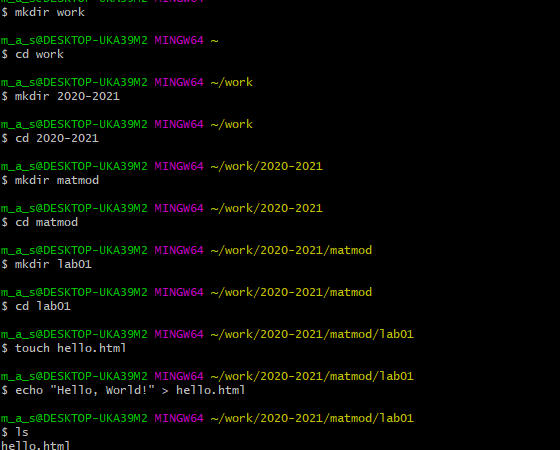 $ mkdir work
m_a_s@DESKTOP-UKA39M2 MINGW64 ~
$ cd work
m_a_s@DESKTOP-UKA39M2 MINGW64 ~/work
$ mkdir 2020-2021
m_a_s@DESKTOP-UKA39M2 MINGW64 ~/work
$ cd 2020-2021
m_a_s@DESKTOP-UKA39M2 MINGW64 ~/work/2020-2021
$ mkdir matmod
m_a_s@DESKTOP-UKA39M2 MINGW64 ~/work/2020-2021
$ cd matmod
m_a_s@DESKTOP-UKA39M2 MINGW64 ~/work/2020-2021/matmod
$ mkdir lab01
m_a_s@DESKTOP-UKA39M2 MINGW64 ~/work/2020-2021/matmod
$ cd lab01
m_a_s@DESKTOP-UKA39M2 MINGW64 ~/work/2020-2021/matmod/lab01
$ touch hello.html
m_a_s@DESKTOP-UKA39M2 MINGW64 ~/work/2020-2021/matmod/lab01
$ echo "Hello, World!" > hello.html
m_a_s@DESKTOP-UKA39M2 MINGW64 ~/work/2020-2021/matmod/lab01
$ ls
hello.html